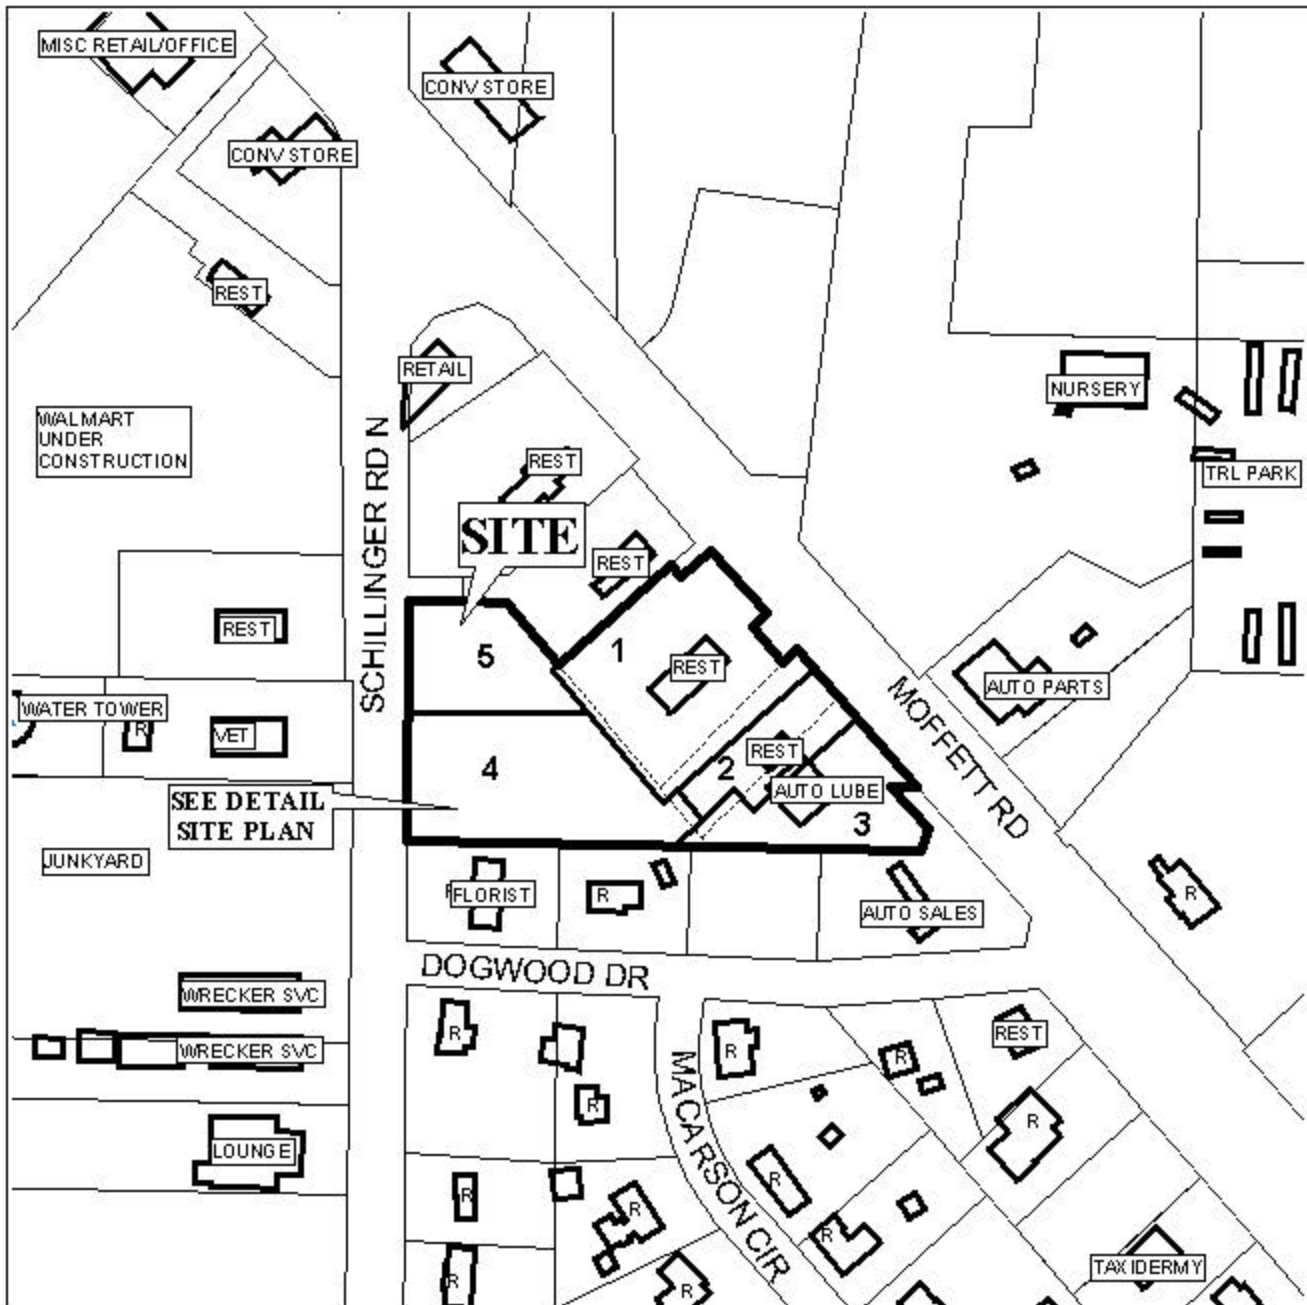 MISC RETAIL/OFFICE
CONV STORE
CONV STORE
REST
RETAIL
NURSERY
WALMART
UNDER
CONSTRUCTION
SCHILLINGER RD N
REST
TRL PARK
SITE
REST
REST
5
1
REST
MOFFETT RD
AUTO PARTS
WATER TOWER
R
VET
4
2
REST
AUTO LUBE
3
SEE DETAIL
SITE PLAN
JUNKYARD
FLORIST
R
AUTO SALES
R
DOGWOOD DR
WRECKER SVC
WRECKER SVC
R
R
MACARSON CIR
R
REST
R
R
LOUNGE
R
R
R
R
R
R
TAXIDERMY